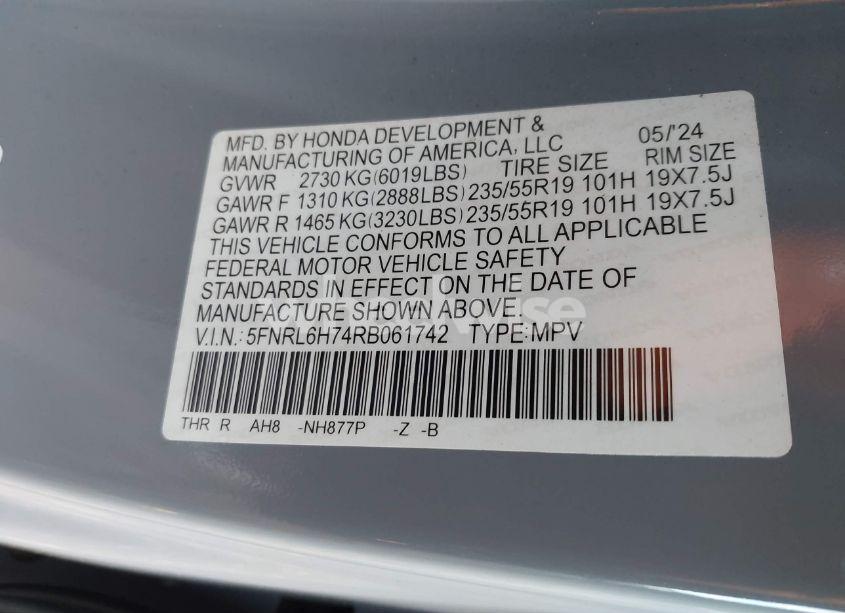 MFD. BY HONDA DEVELOPMENT & 05/'24
MANUFACTURING OF AMERICA, LLC
GVWR 2730 KG(6019LBS) TIRE SIZE RIM SIZE
GAWR F 1310 KG(2888LBS) 235/55R19 101H 19X7.5J
GAWR R 1465 KG(3230LBS) 235/55R19 101H 19X7.5J
THIS VEHICLE CONFORMS TO ALL APPLICABLE
FEDERAL MOTOR VEHICLE SAFETY
STANDARDS IN EFFECT ON THE DATE OF
MANUFACTURE SHOWN ABOVE.
V.I.N.: 5FNRL6H74RB061742 TYPE:MPV
THR R AH8 -NH877P -Z -B